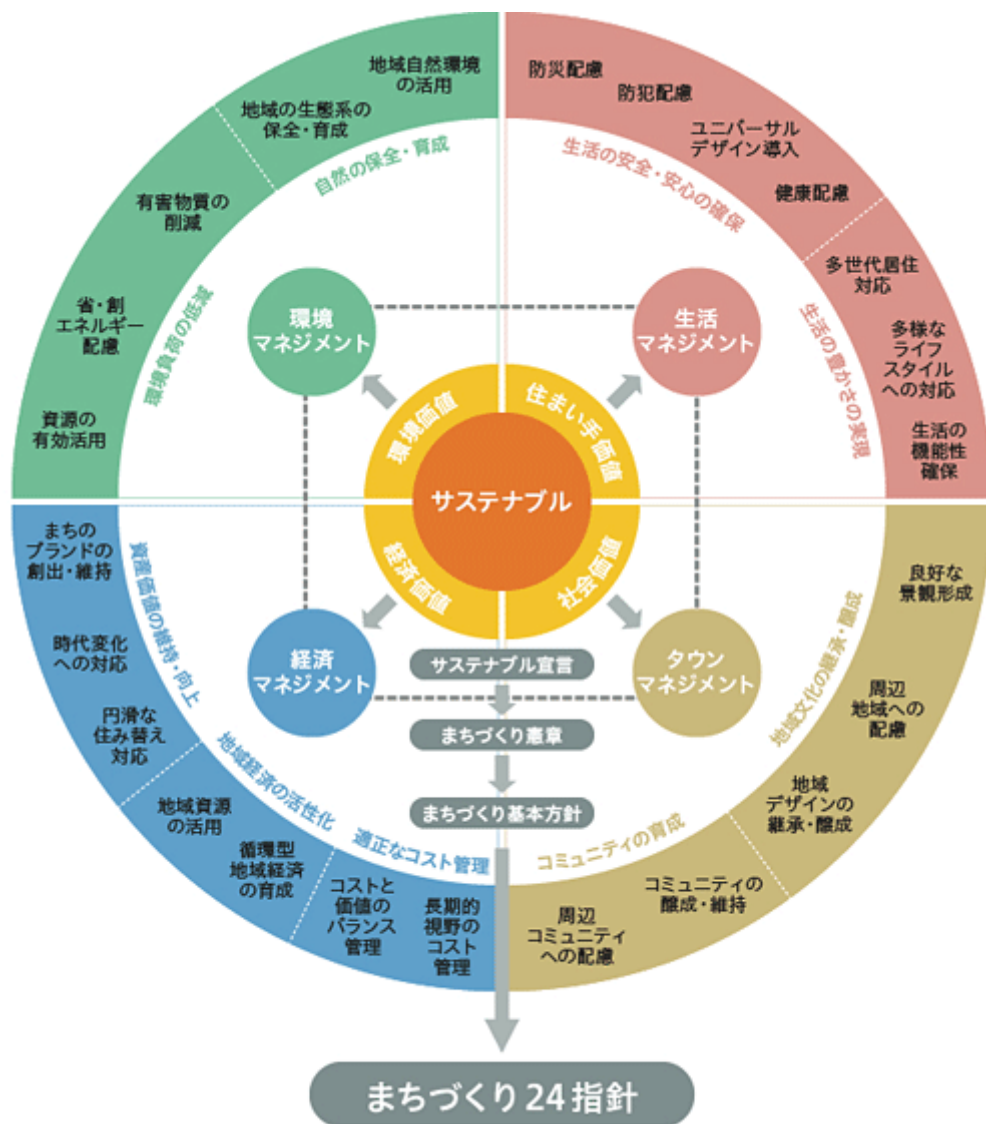 地域自然環境
の活用
地域の生態系の
保全・育成
有害物質の
削減
省・創
エネルギー
配慮
資源の
有効活用
自然の保全・育成
環境負荷の低減
防災配慮
防犯配慮
ユニバーサル
デザイン導入
健康配慮
多世代居住
対応
多様な
ライフ
スタイル
への対応
生活の
機能性
確保
生活の安全・安心の確保
生活の豊かさの実現
環境
マネジメント
生活
マネジメント
環境価値
住まい手価値
サステナブル
経済価値
社会価値
経済
マネジメント
タウン
マネジメント
サステナブル宣言
まちづくり憲章
まちづくり基本方針
まちの
ブランドの
創出・維持
時代変化
への対応
円滑な
住み替え
対応
地域資源
の活用
循環型
地域経済
の育成
コストと
価値の
バランス
管理
長期的
視野の
コスト
管理
資産価値の維持・向上
地域経済の活性化
適正なコスト管理
良好な
景観形成
周辺
地域への
配慮
地域
デザインの
継承・醸成
コミュニティの
醸成・維持
周辺
コミュニティ
への配慮
地域文化の継承・醸成
コミュニティの育成
まちづくり24指針